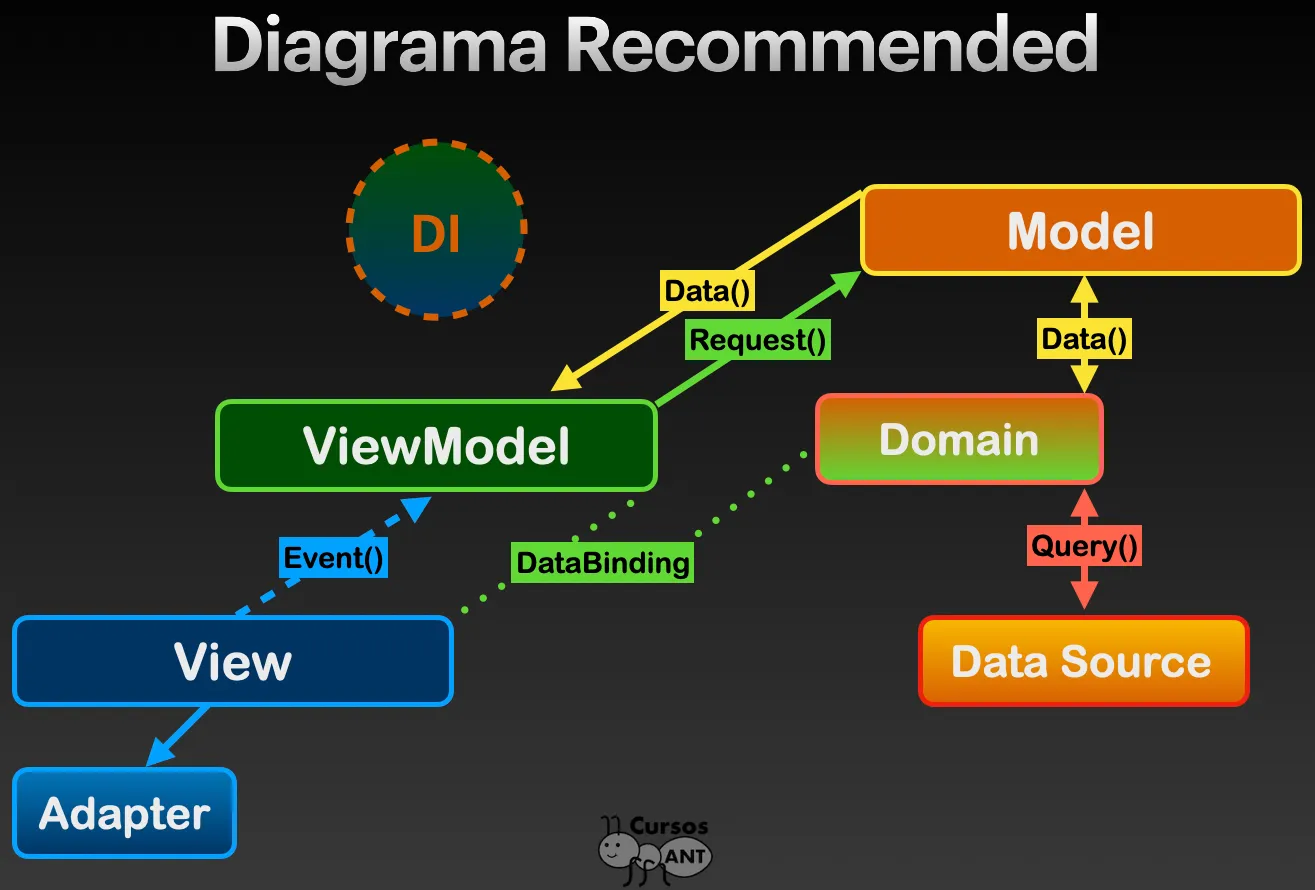 Diagrama Recommended
DI
Model
Data()
Request()
Data()
ViewModel
Domain
Event()
DataBinding
Query()
View
Data Source
Adapter
Cursos
ANT